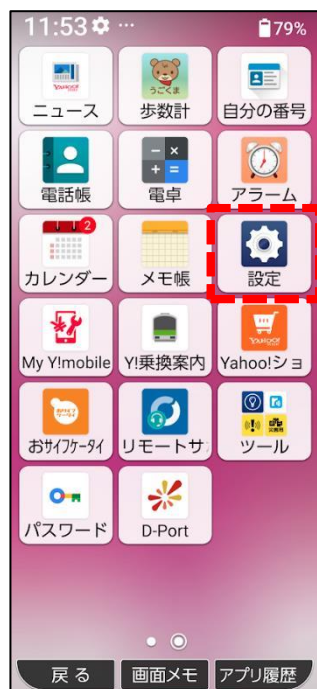 11:53 79%
YAHOO! うごくま
ニュース 歩数計 自分の番号
電話帳 電卓 アラーム
2
カレンダー メモ帳 設定
My Y!mobile Y!乗換案内 Yahoo!ショ
おサイフケータイ リモートサ ツール
パスワード D-Port
戻る 画面メモ アプリ履歴